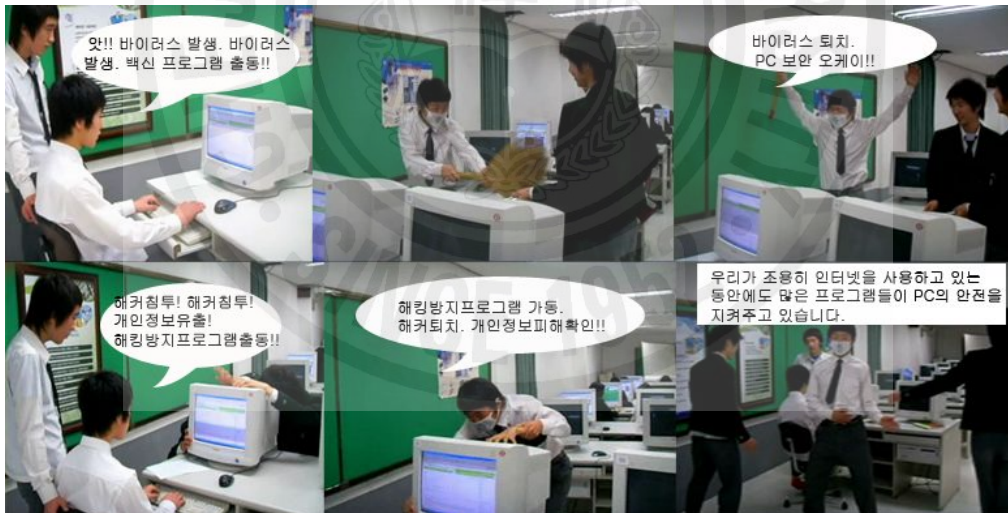 앗!! 바이러스 발생. 바이러스
발생. 백신 프로그램 출동!!
바이러스 퇴치.
PC 보안 오케이!!
해커침투! 해커침투!
개인정보유출!
해킹방지프로그램출동!!
해킹방지프로그램 가동.
해커퇴치. 개인정보피해확인!!
우리가 조용히 인터넷을 사용하고 있는
동안에도 많은 프로그램들이 PC의 안전을
지켜주고 있습니다.